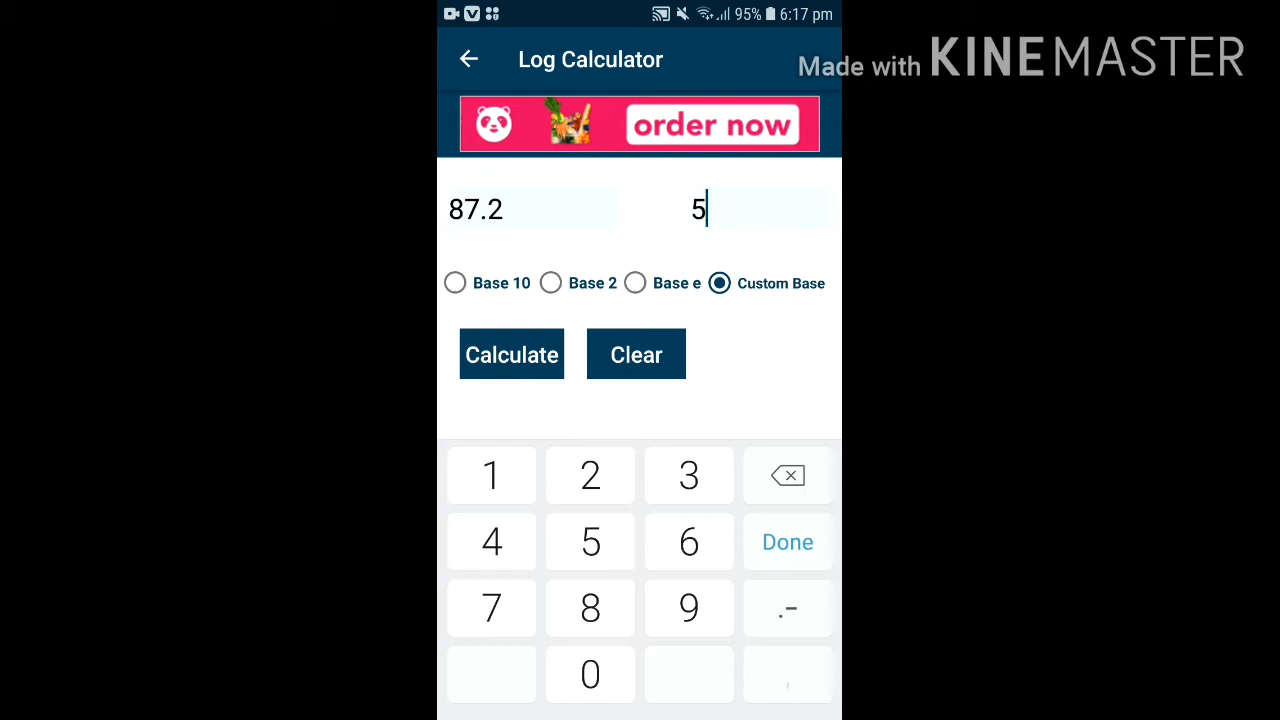 95% 6:17 pm
Log Calculator
Made with KINEMASTER
order now
87.2 5
Base 10 Base 2 Base e Custom Base
Calculate Clear
1 2 3
4 5 6 Done
7 8 9 .-
0 ,